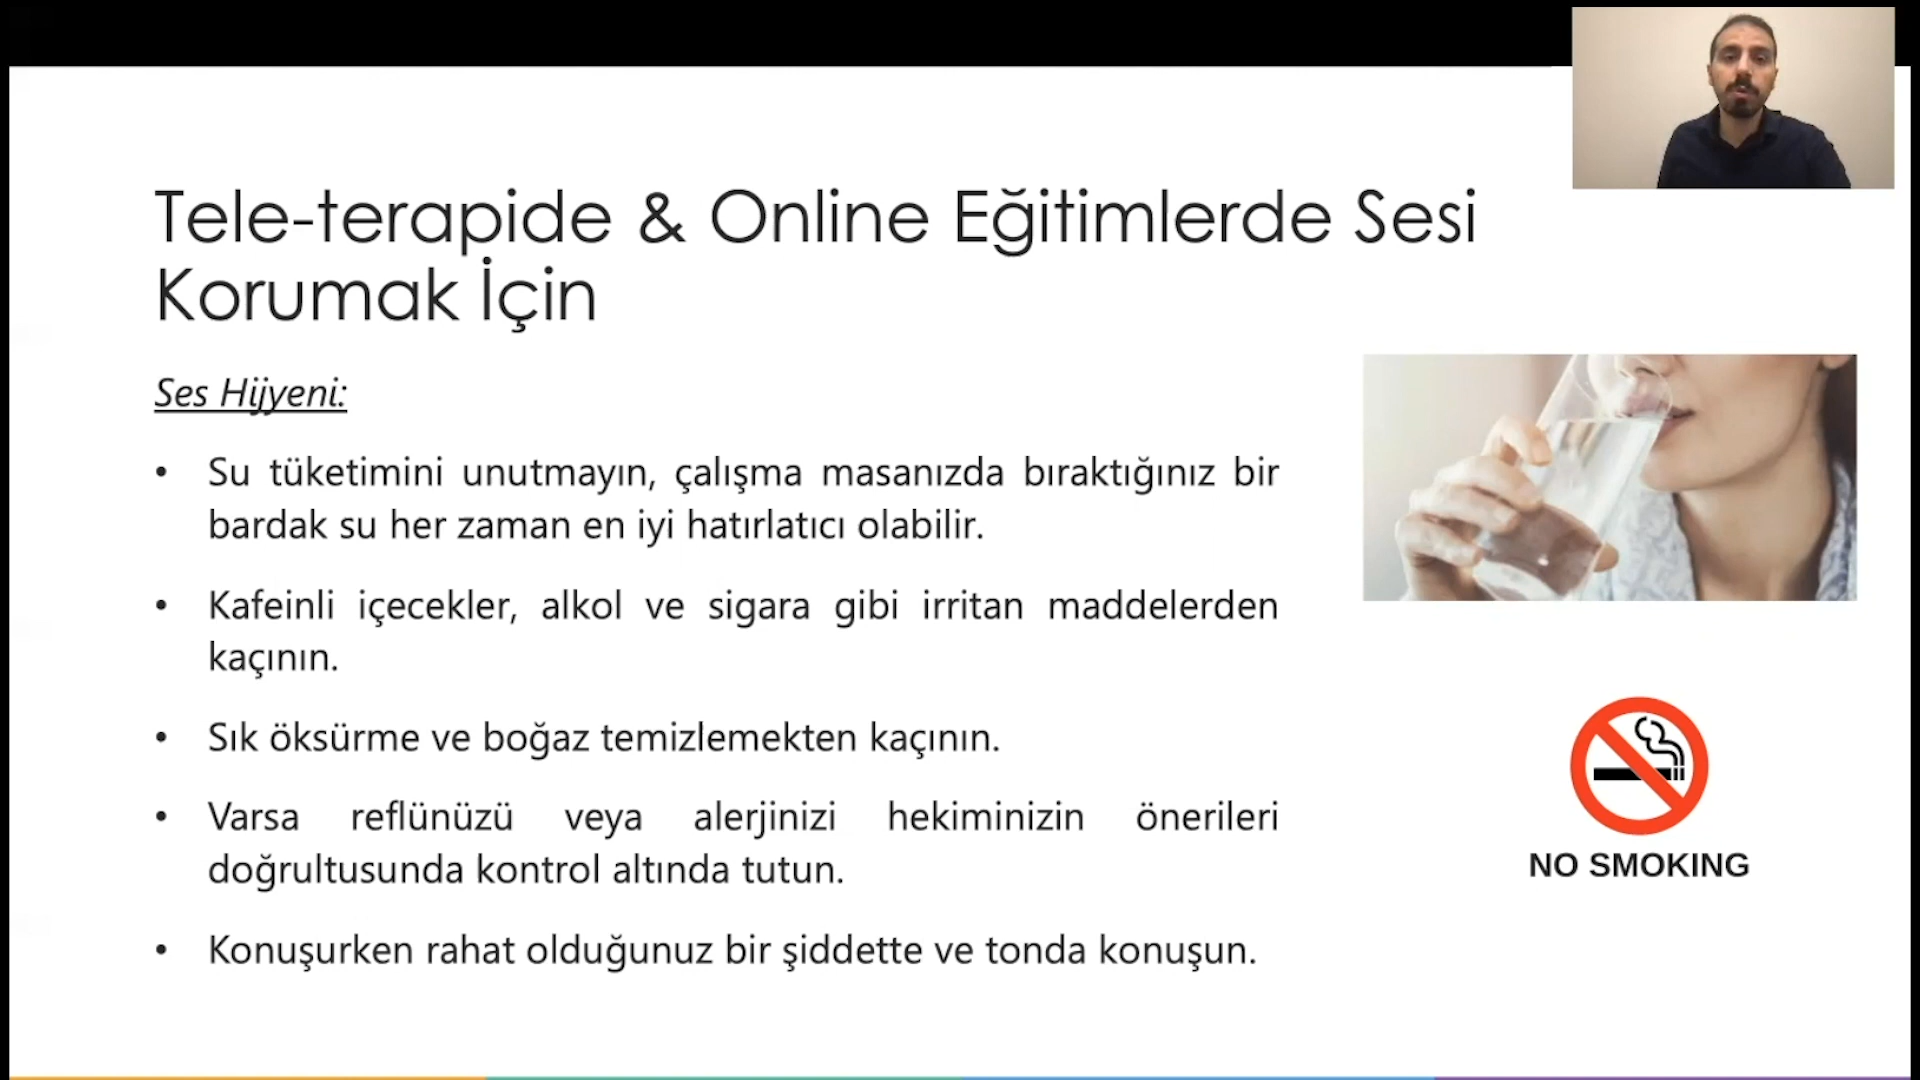 Tele-terapide & Online Eğitimlerde Sesi
Korumak İçin
Ses Hijyeni:
• Su tüketimini unutmayın, çalışma masanızda bıraktığınız bir
bardak su her zaman en iyi hatırlatıcı olabilir.
• Kafeinli içecekler, alkol ve sigara gibi irritan maddelerden
kaçının.
• Sık öksürme ve boğaz temizlemekten kaçının.
• Varsa reflünüzü veya alerjinizi hekiminizin önerileri
doğrultusunda kontrol altında tutun.
• Konuşurken rahat olduğunuz bir şiddette ve tonda konuşun.
NO SMOKING